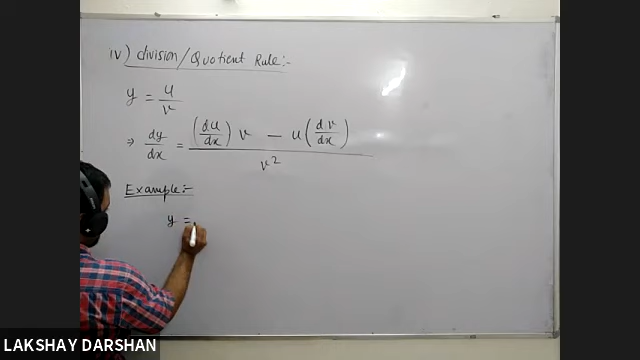 iv) division/Quotient Rule:-
y = u/v
⇒ dy/dx = ((du/dx) v - u (dv/dx)) / v²
Example:-
y =
LAKSHAY DARSHAN